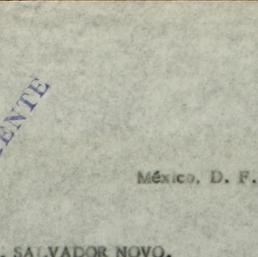 ENTE
México, D. F.
. SALVADOR NOVO.